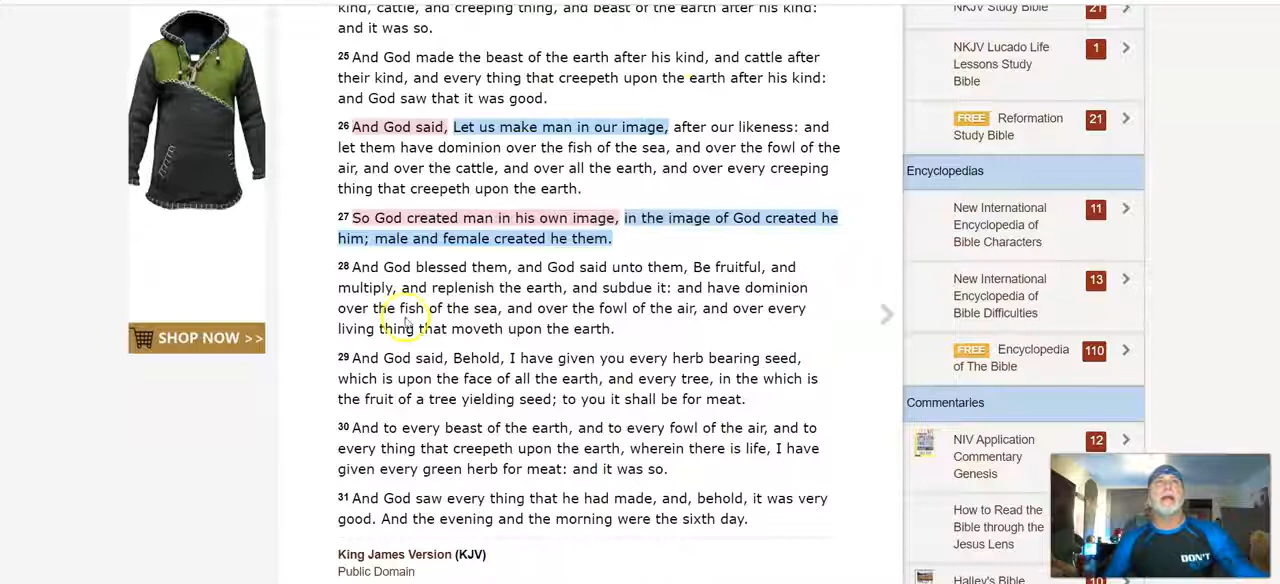 kind, cattle, and creeping thing, and beast of the earth after his kind:
and it was so.
25 And God made the beast of the earth after his kind, and cattle after
their kind, and every thing that creepeth upon the earth after his kind:
and God saw that it was good.
26 And God said, Let us make man in our image, after our likeness: and
let them have dominion over the fish of the sea, and over the fowl of the
air, and over the cattle, and over all the earth, and over every creeping
thing that creepeth upon the earth.
27 So God created man in his own image, in the image of God created he
him; male and female created he them.
28 And God blessed them, and God said unto them, Be fruitful, and
multiply, and replenish the earth, and subdue it: and have dominion
over the fish of the sea, and over the fowl of the air, and over every
living thing that moveth upon the earth.
29 And God said, Behold, I have given you every herb bearing seed,
which is upon the face of all the earth, and every tree, in the which is
the fruit of a tree yielding seed; to you it shall be for meat.
30 And to every beast of the earth, and to every fowl of the air, and to
every thing that creepeth upon the earth, wherein there is life, I have
given every green herb for meat: and it was so.
31 And God saw every thing that he had made, and, behold, it was very
good. And the evening and the morning were the sixth day.
King James Version (KJV)
Public Domain
SHOP NOW >>
NKJV Study Bible 21
NKJV Lucado Life 1
Lessons Study
Bible
FREE Reformation 21
Study Bible
Encyclopedias
New International 11
Encyclopedia of
Bible Characters
New International 13
Encyclopedia of
Bible Difficulties
FREE Encyclopedia 110
of The Bible
Commentaries
NIV Application 12
Commentary
Genesis
How to Read the
Bible through the
Jesus Lens
Halley's Bible
DON'T